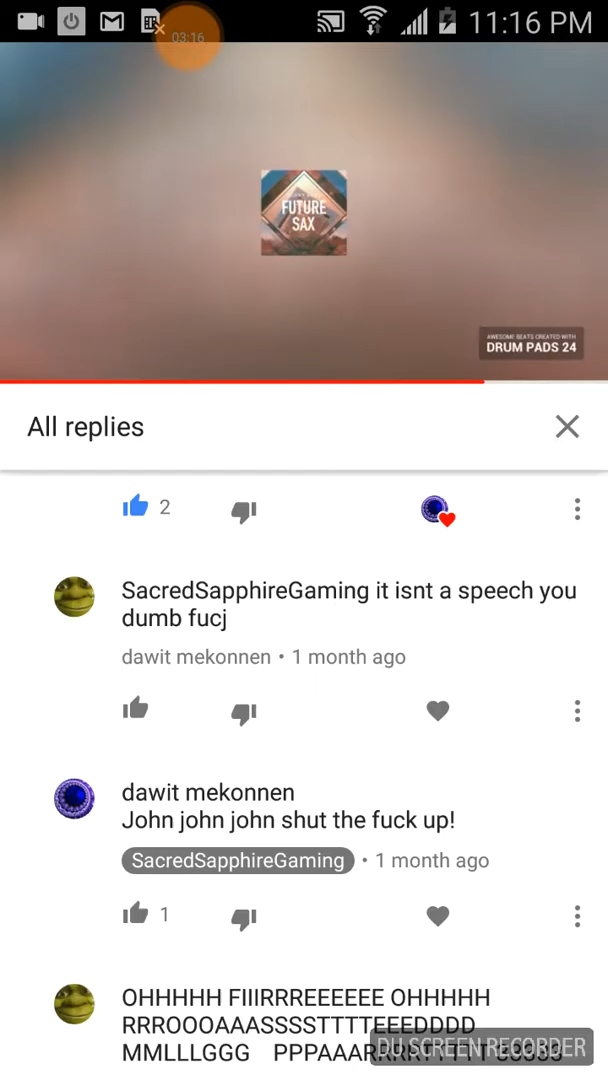 03:16
11:16 PM
FUTURE
SAX
AWESOME BEATS CREATED WITH
DRUM PADS 24
All replies
2
SacredSapphireGaming it isnt a speech you
dumb fucj
dawit mekonnen • 1 month ago
dawit mekonnen
John john john shut the fuck up!
SacredSapphireGaming • 1 month ago
1
OHHHHH FIIIRRREEEEEE OHHHHH
RRROOOAAASSSSTTTTEEEDDDD
MMLLLGGG
DU SCREEN RECORDER